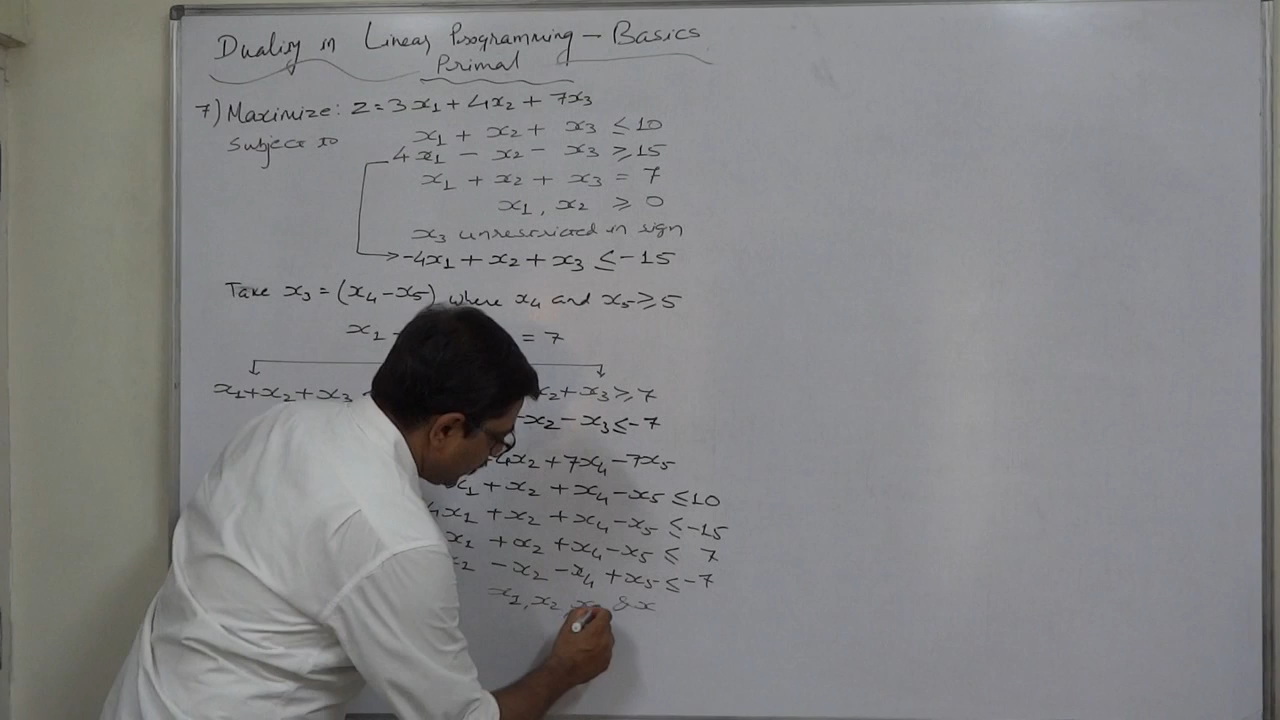 Duality in Linear Programming - Basics
Primal
7) Maximize: Z = 3x₁ + 4x₂ + 7x₃
Subject to x₁ + x₂ + x₃ ≤ 10
4x₁ - x₂ - x₃ ≥ 15
x₁ + x₂ + x₃ = 7
x₁, x₂ ≥ 0
x₃ unrestricted in sign
-4x₁ + x₂ + x₃ ≤ -15
Take x₃ = (x₄ - x₅) where x₄ and x₅ ≥ 5
x₁ = 7
x₁ + x₂ + x₃ x₂ + x₃ ≥ 7
-x₂ - x₃ ≤ -7
4x₂ + 7x₄ - 7x₅
x₁ + x₂ + x₄ - x₅ ≤ 10
4x₁ + x₂ + x₄ - x₅ ≤ -15
x₁ + x₂ + x₄ - x₅ ≤ 7
- x₂ - x₄ + x₅ ≤ -7
x₁, x₂, & x